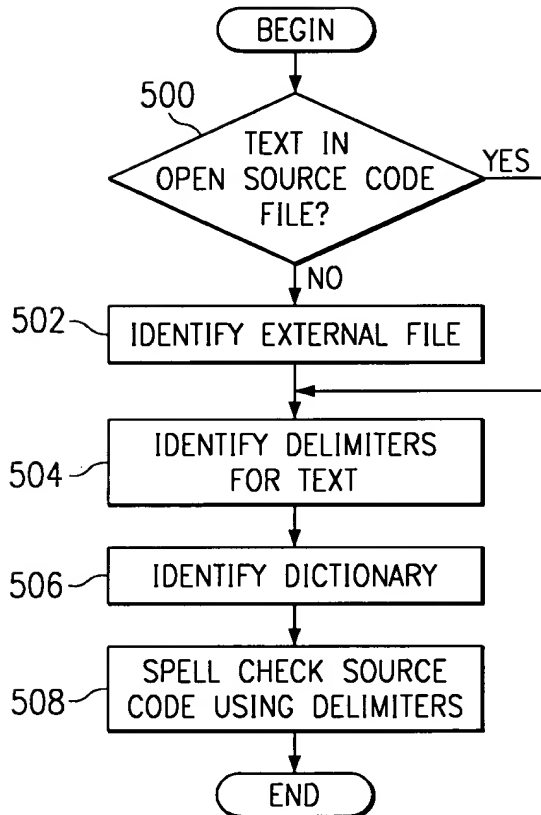 BEGIN
500
TEXT IN
OPEN SOURCE CODE
FILE?
YES
NO
502
IDENTIFY EXTERNAL FILE
504
IDENTIFY DELIMITERS
FOR TEXT
506
IDENTIFY DICTIONARY
508
SPELL CHECK SOURCE
CODE USING DELIMITERS
END